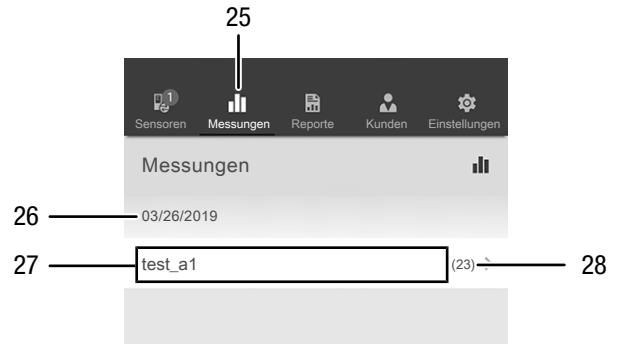 25
1
Sensoren Messungen Reporte Kunden Einstellungen
Messungen
26 03/26/2019
27 test_a1 (23) 28